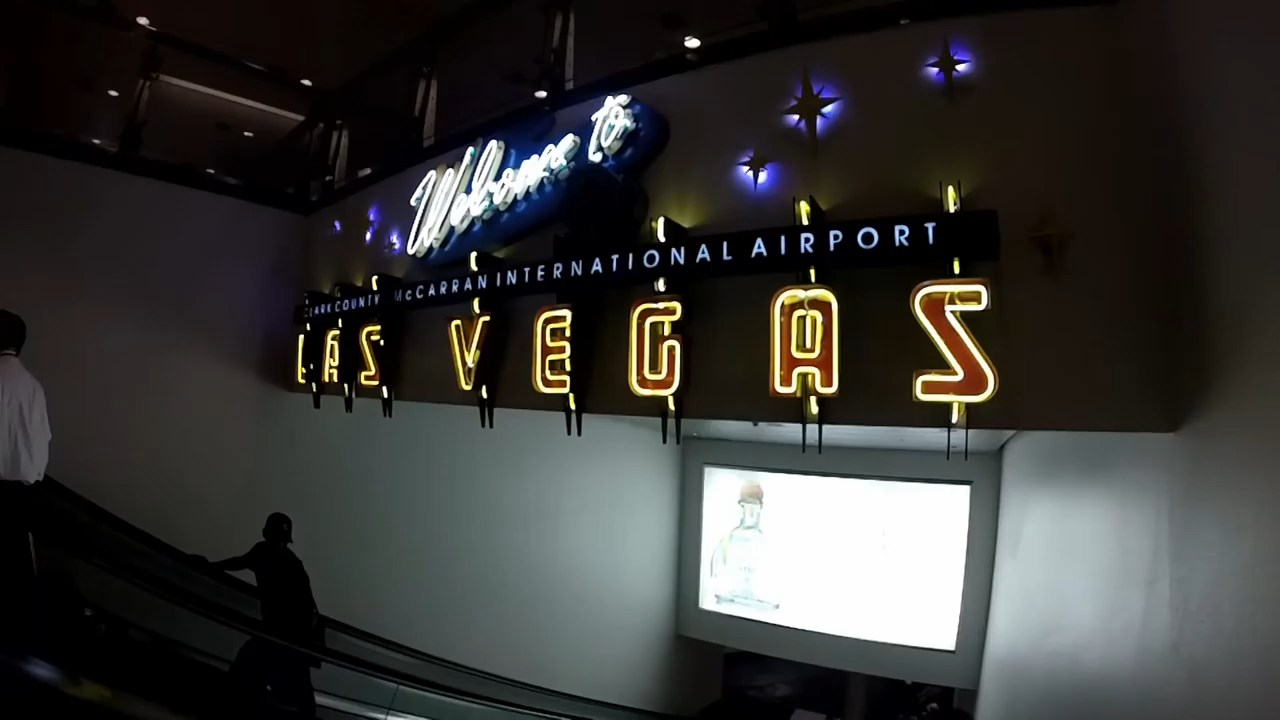 Welcome to
CLARK COUNTY McCARRAN INTERNATIONAL AIRPORT
LAS VEGAS